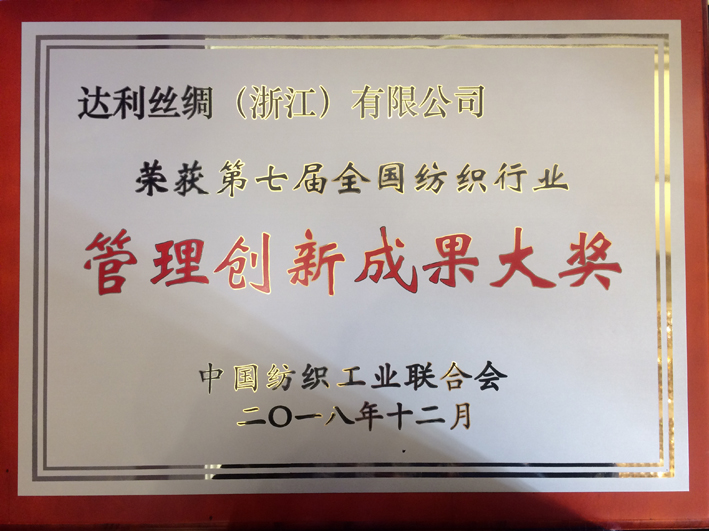 达利丝绸（浙江）有限公司
荣获第七届全国纺织行业
管理创新成果大奖
中国纺织工业联合会
二〇一八年十二月